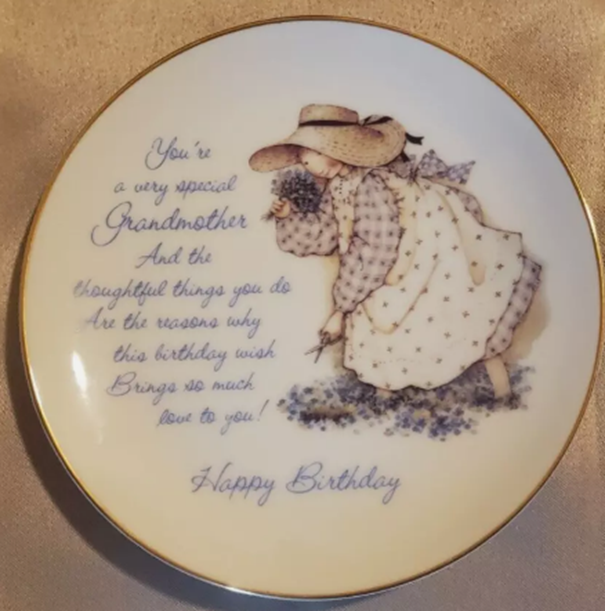 You're
a very special
Grandmother
And the
thoughtful things you do
Are the reasons why
this birthday wish
Brings so much
love to you!
Happy Birthday